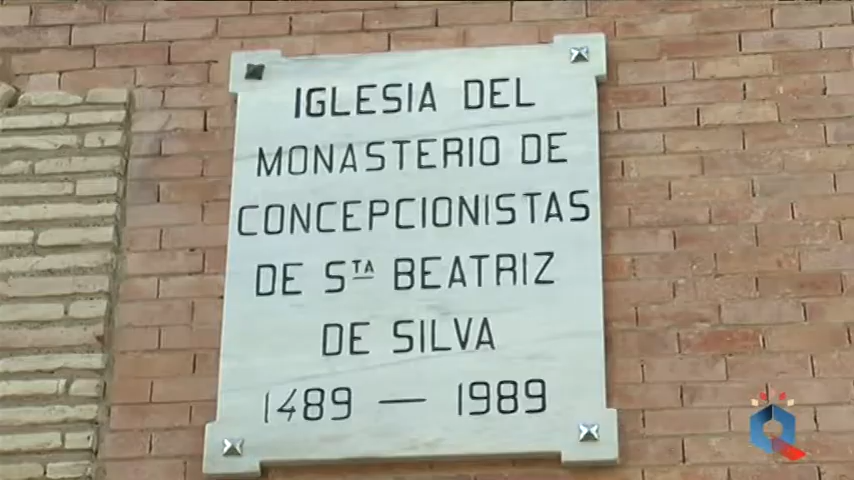 IGLESIA DEL
MONASTERIO DE
CONCEPCIONISTAS
DE STA BEATRIZ
DE SILVA
1489 — 1989